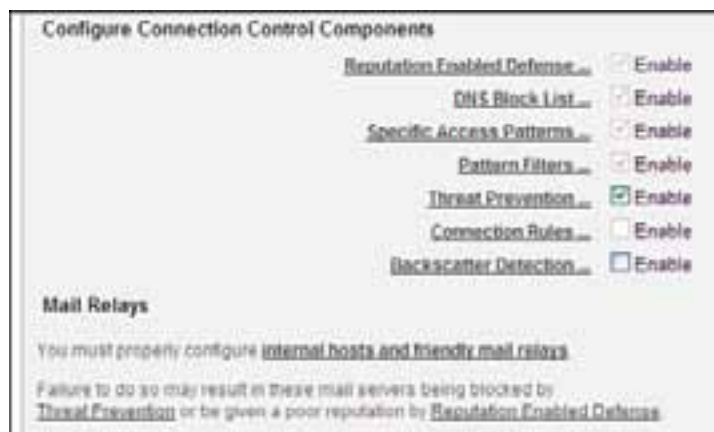 Configure Connection Control Components
Reputation Enabled Defense ... Enable
DNS Block List ... Enable
Specific Access Patterns ... Enable
Pattern Filters ... Enable
Threat Prevention ... Enable
Connection Rules ... Enable
Backscatter Detection ... Enable
Mail Relays
You must properly configure internal hosts and friendly mail relays.
Failure to do so may result in these mail servers being blocked by
Threat Prevention or be given a poor reputation by Reputation Enabled Defense.